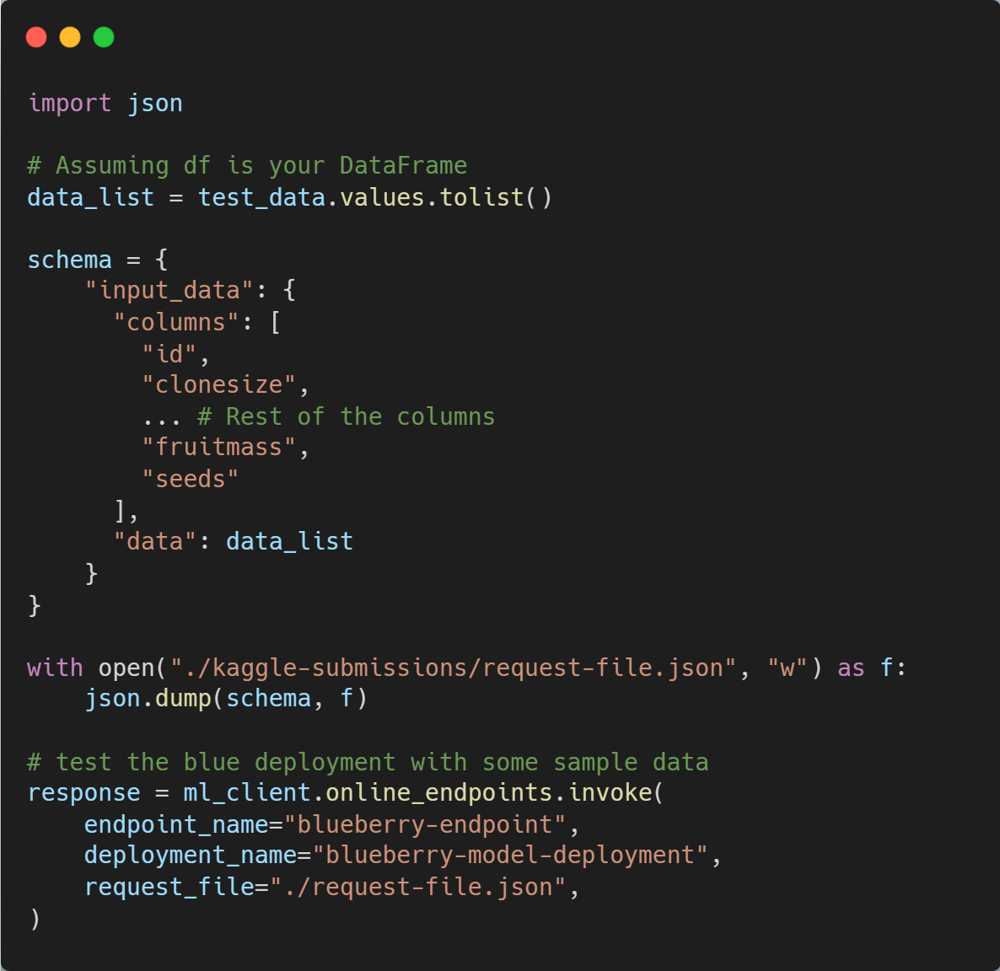 import json

# Assuming df is your DataFrame
data_list = test_data.values.tolist()

schema = {
    "input_data": {
      "columns": [
        "id",
        "clonesize",
        ... # Rest of the columns
        "fruitmass",
        "seeds"
      ],
      "data": data_list
    }
}

with open("./kaggle-submissions/request-file.json", "w") as f:
    json.dump(schema, f)

# test the blue deployment with some sample data
response = ml_client.online_endpoints.invoke(
    endpoint_name="blueberry-endpoint",
    deployment_name="blueberry-model-deployment",
    request_file="./request-file.json",
)